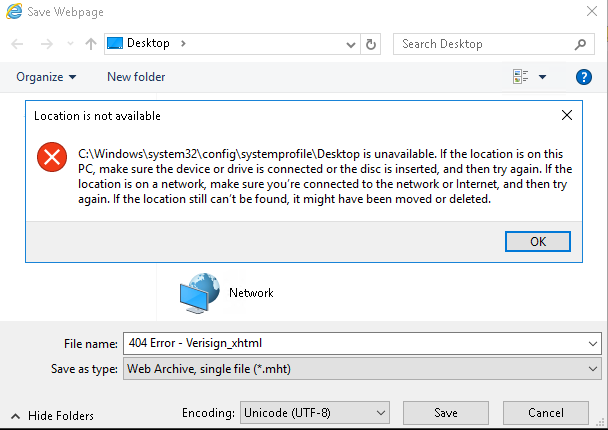 Save Webpage
Desktop
Search Desktop
Organize
New folder
Location is not available
C:\Windows\system32\config\systemprofile\Desktop is unavailable. If the location is on this
PC, make sure the device or drive is connected or the disc is inserted, and then try again. If the
location is on a network, make sure you’re connected to the network or Internet, and then try
again. If the location still can’t be found, it might have been moved or deleted.
OK
Network
File name: 404 Error - Verisign_xhtml
Save as type: Web Archive, single file (*.mht)
Hide Folders Encoding: Unicode (UTF-8) Save Cancel